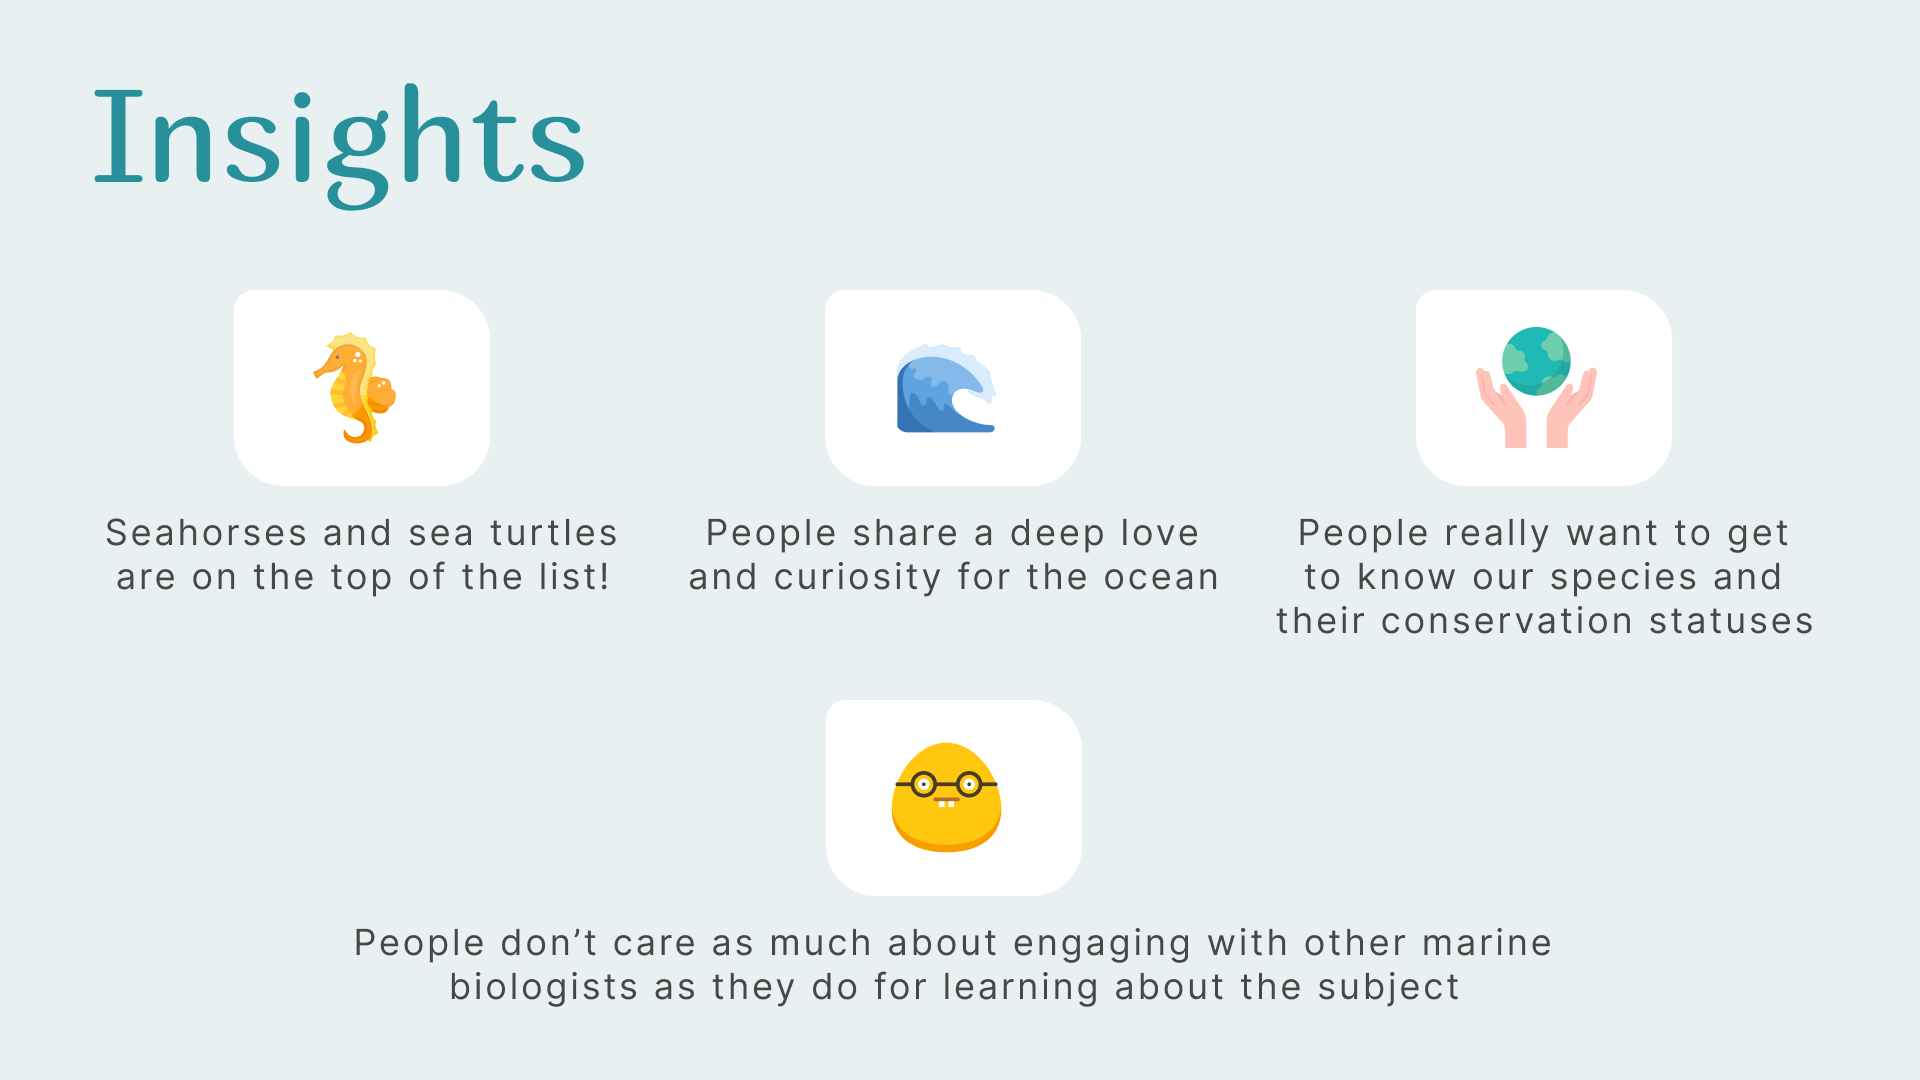 Insights
Seahorses and sea turtles
are on the top of the list!
People share a deep love
and curiosity for the ocean
People really want to get
to know our species and
their conservation statuses
People don’t care as much about engaging with other marine
biologists as they do for learning about the subject